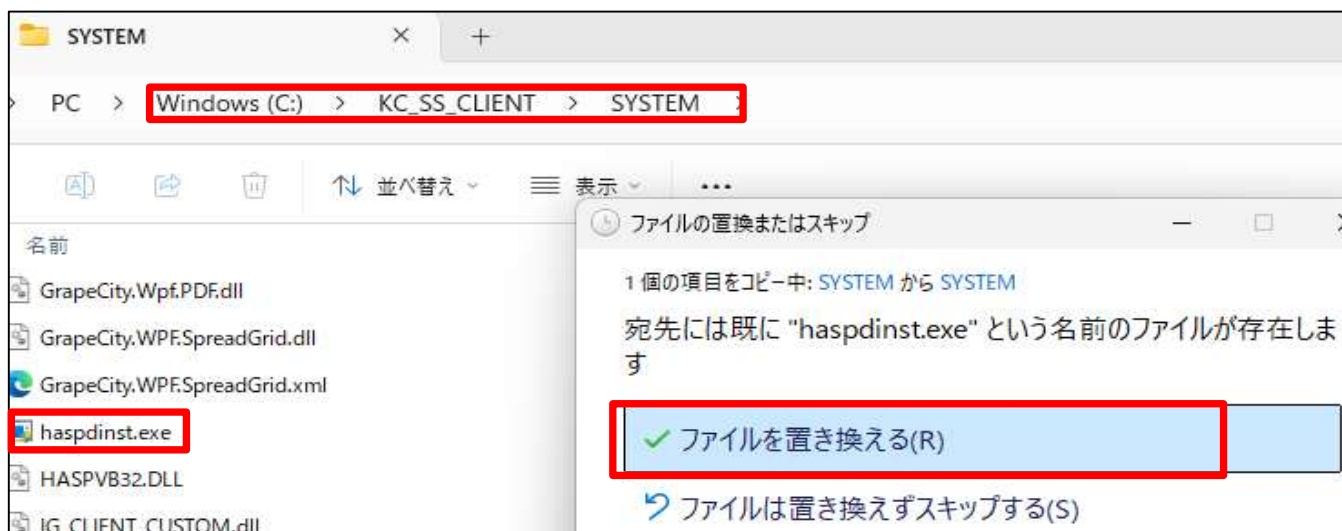 SYSTEM
PC > Windows (C:) > KC_SS_CLIENT > SYSTEM >
並べ替え 表示 ...
ファイルの置換またはスキップ
名前
1 個の項目をコピー中: SYSTEM から SYSTEM
GrapeCity.Wpf.PDF.dll
宛先には既に "haspdinst.exe" という名前のファイルが存在しま
す
GrapeCity.WPF.SpreadGrid.dll
GrapeCity.WPF.SpreadGrid.xml
haspdinst.exe
ファイルを置き換える(R)
HASPVB32.DLL
ファイルは置き換えずスキップする(S)
IG_CLIENT_CUSTOM.dll